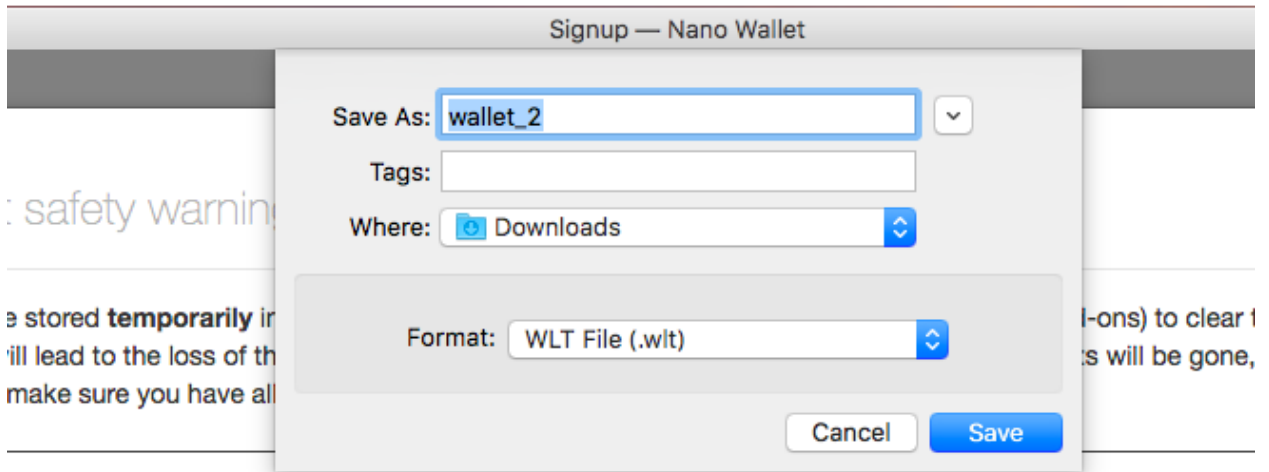 Signup — Nano Wallet
Save As: wallet_2
Tags:
: safety warning
Where: Downloads
e stored temporarily in
-ons) to clear t
Format: WLT File (.wlt)
ill lead to the loss of th
s will be gone,
make sure you have all
Cancel Save